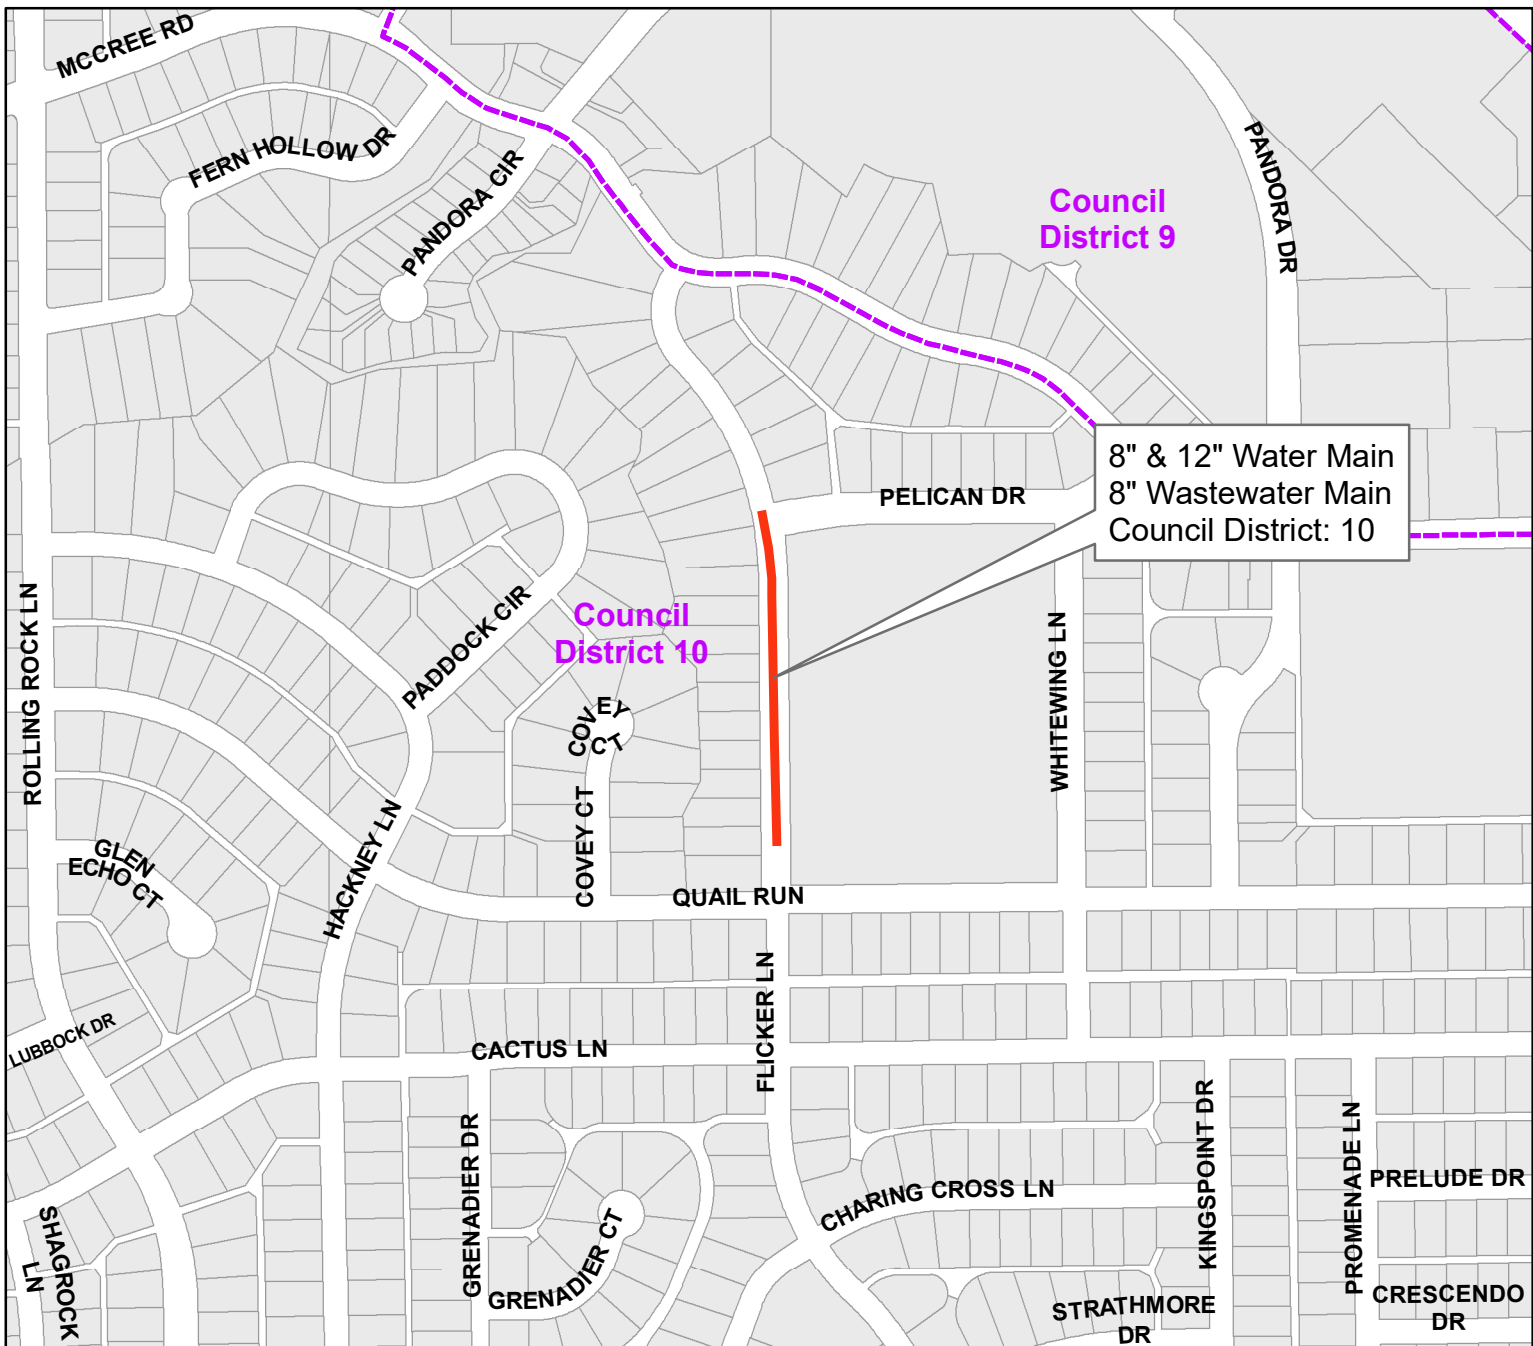 MCCREE RD
FERN HOLLOW DR
PANDORA CIR
PANDORA DR
Council
District 9
8" & 12" Water Main
8" Wastewater Main
Council District: 10
PELICAN DR
ROLLING ROCK LN
PADDOCK CIR
Council
District 10
WHITEWING LN
COVEY
CT
COVEY CT
GLEN
ECHO CT
HACKNEY LN
QUAIL RUN
FLICKER LN
LUBBOCK DR
CACTUS LN
GRENADIER DR
KINGSPOINT DR
PROMENADE LN
PRELUDE DR
CHARING CROSS LN
SHAGROCK
LN
GRENADIER CT
STRATHMORE
DR
CRESCENDO
DR